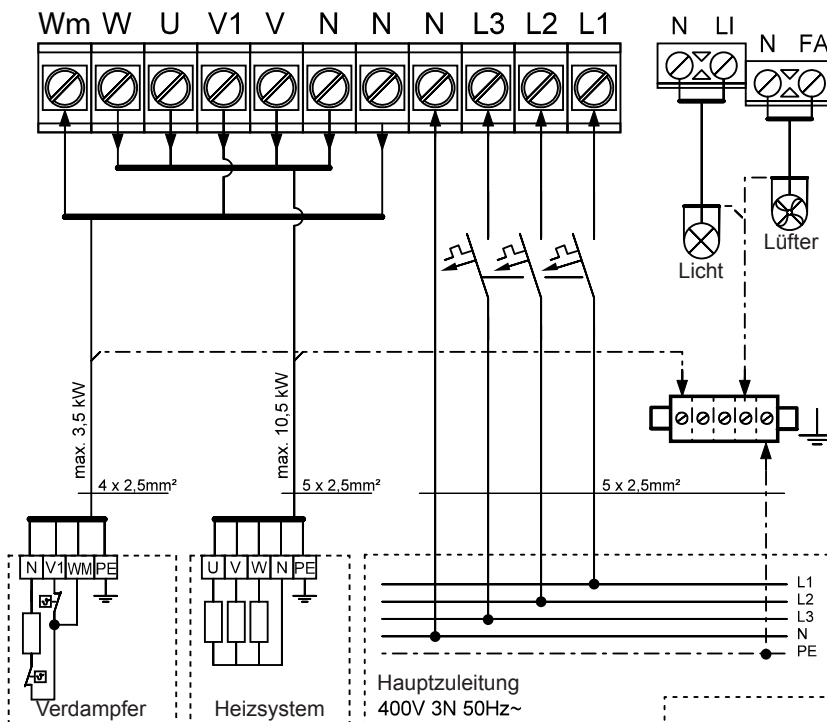 Wm W U V1 V N N N L3 L2 L1
N LI
N FA
Licht
Lüfter
max. 3,5 kW
max. 10,5 kW
4 x 2,5mm²
5 x 2,5mm²
5 x 2,5mm²
N V1 WM PE
U V W N PE
L1
L2
L3
N
PE
Verdampfer
Heizsystem
Hauptzuleitung
400V 3N 50Hz~